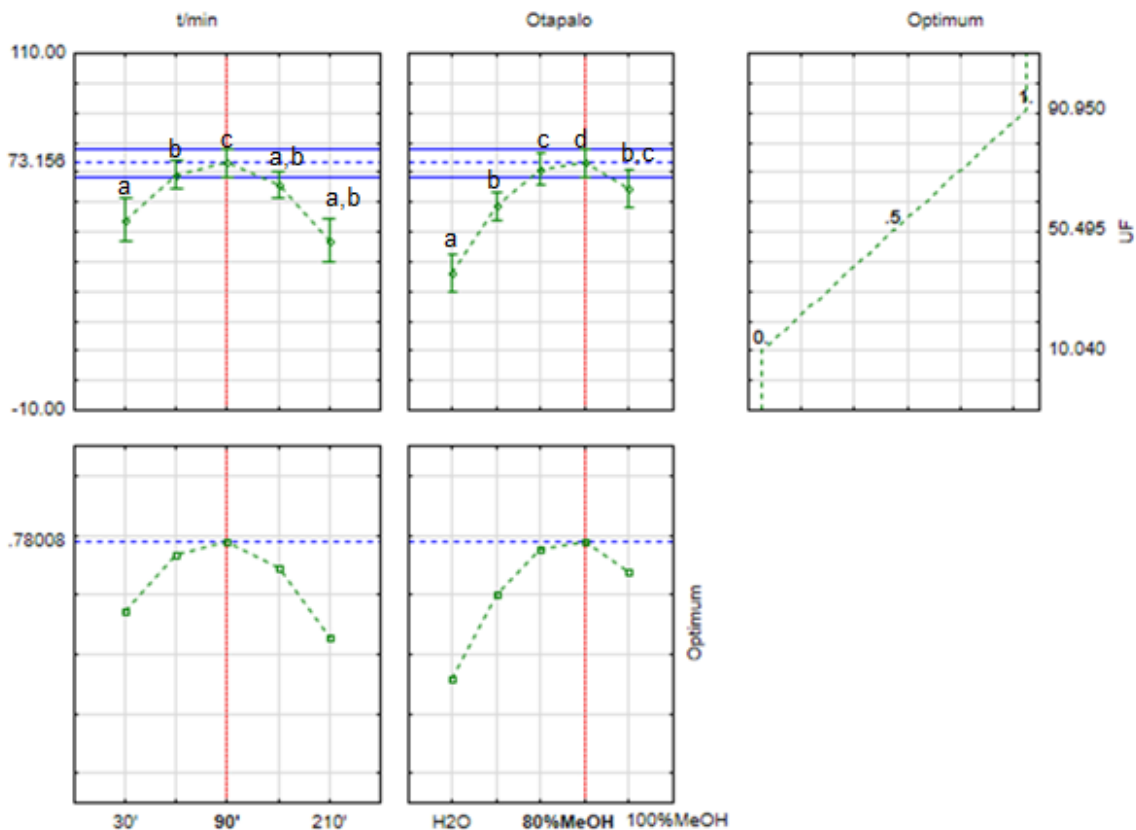 t/min
Otapalo
Optimum
110.00
73.156
-10.00
a
b
c
a,b
a,b
a
b
c
d
b,c
0.
.5.
1.
90.950
50.495
10.040
UF
.78008
Optimum
30'
90'
210'
H2O
80%MeOH
100%MeOH